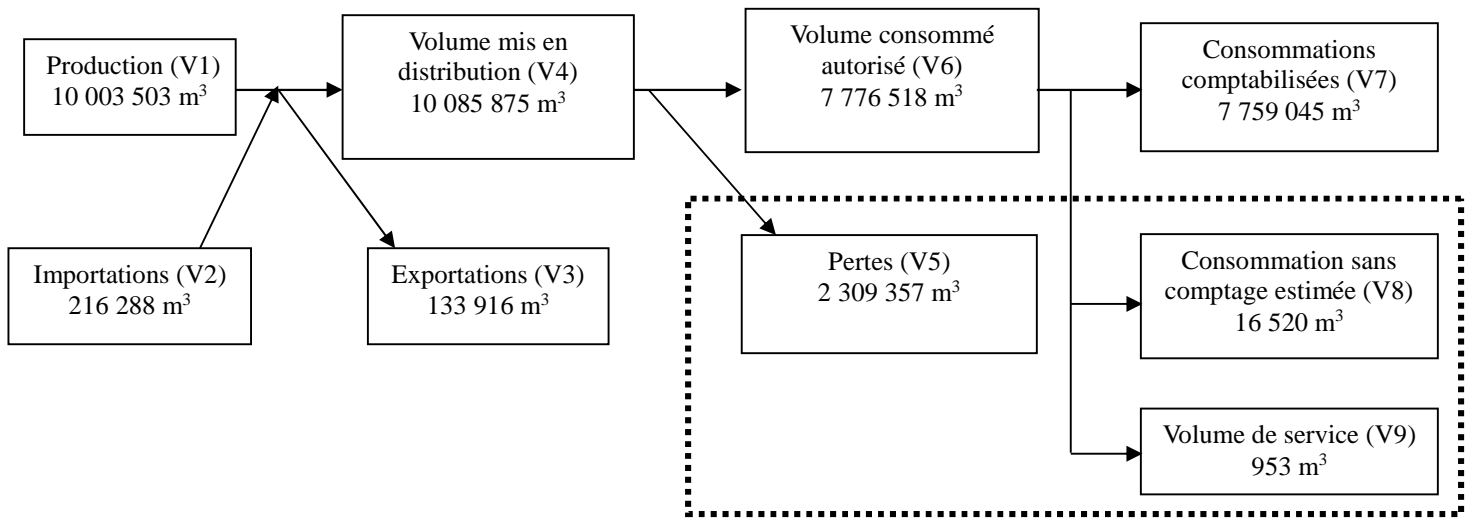 Production (V1)
10 003 503 m³
Volume mis en
distribution (V4)
10 085 875 m³
Volume consommé
autorisé (V6)
7 776 518 m³
Consommations
comptabilisées (V7)
7 759 045 m³
Importations (V2)
216 288 m³
Exportations (V3)
133 916 m³
Pertes (V5)
2 309 357 m³
Consommation sans
comptage estimée (V8)
16 520 m³
Volume de service (V9)
953 m³